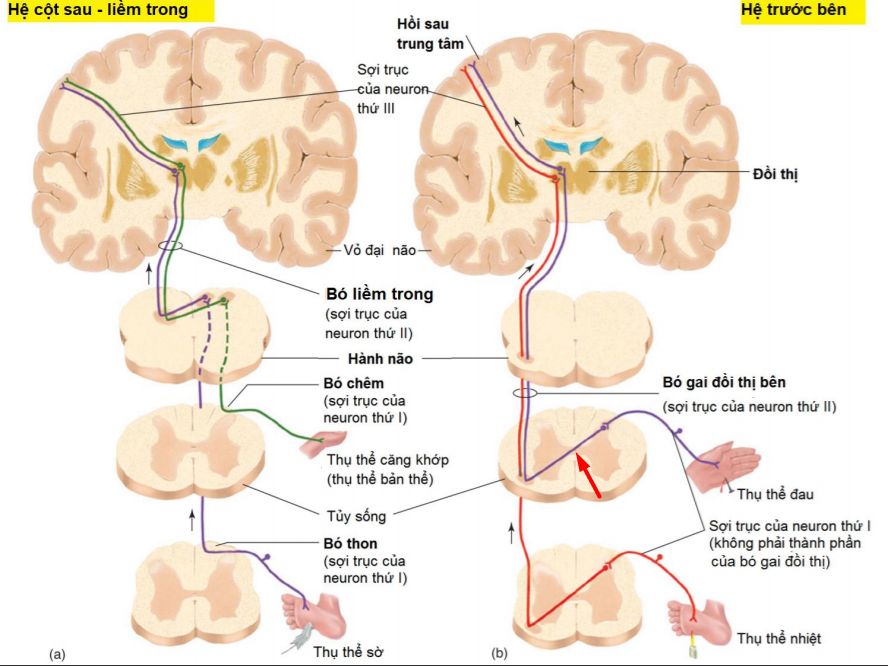 Hệ cột sau - liềm trong
Hệ trước bên
Hồi sau
trung tâm
Sợi trục
của neuron
thứ III
Đồi thị
Vỏ đại não
Bó liềm trong
(sợi trục của
neuron thứ II)
Hành não
Bó chêm
(sợi trục của
neuron thứ I)
Bó gai đồi thị bên
(sợi trục của neuron thứ II)
Thụ thể căng khớp
(thụ thể bản thể)
Thụ thể đau
Tủy sống
Sợi trục của neuron thứ I
(không phải thành phần
của bó gai đồi thị)
Bó thon
(sợi trục của
neuron thứ I)
Thụ thể sờ
Thụ thể nhiệt
(a)
(b)